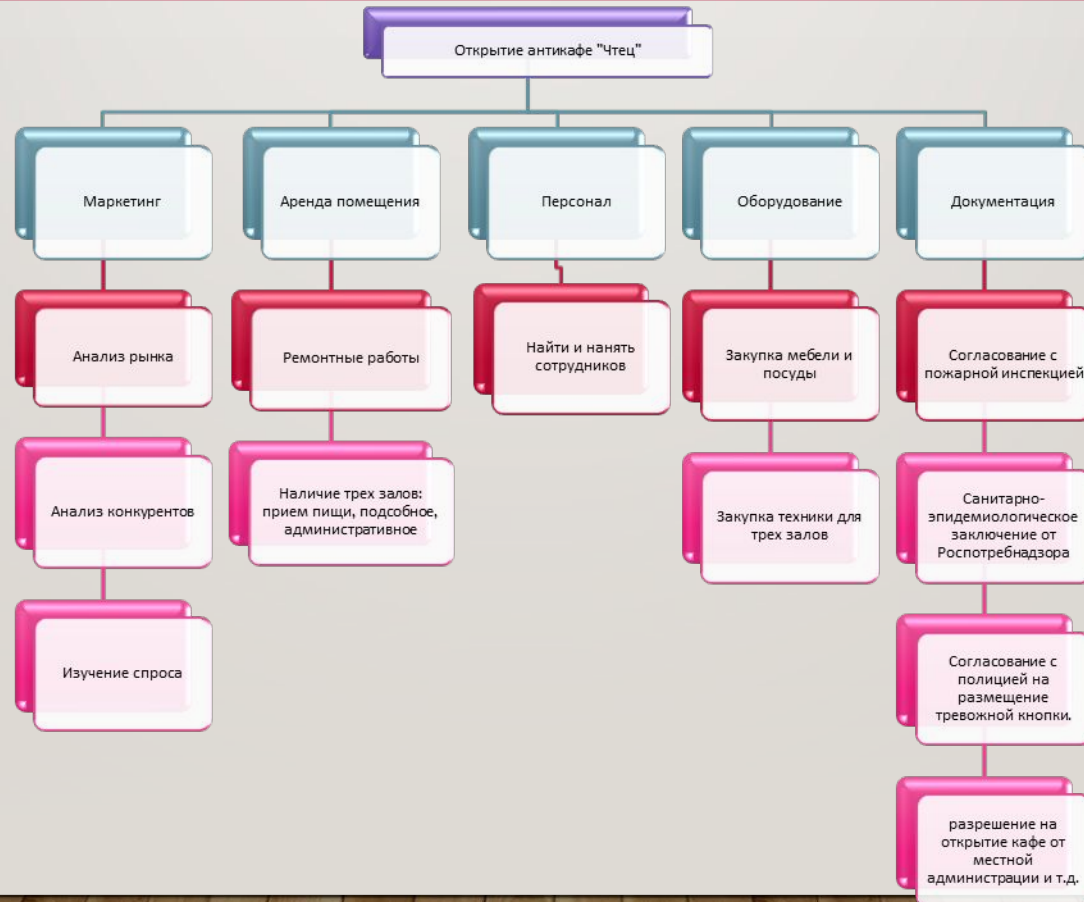 Открытие антикафе "Чтец"
Маркетинг
Аренда помещения
Персонал
Оборудование
Документация
Анализ рынка
Ремонтные работы
Найти и нанять
сотрудников
Закупка мебели и
посуды
Согласование с
пожарной инспекцией
Анализ конкурентов
Наличие трех залов:
прием пищи, подсобное,
административное
Закупка техники для
трех залов
Санитарно-
эпидемиологическое
заключение от
Роспотребнадзора
Изучение спроса
Согласование с
полицией на
размещение
тревожной кнопки.
разрешение на
открытие кафе от
местной
администрации и т.д.